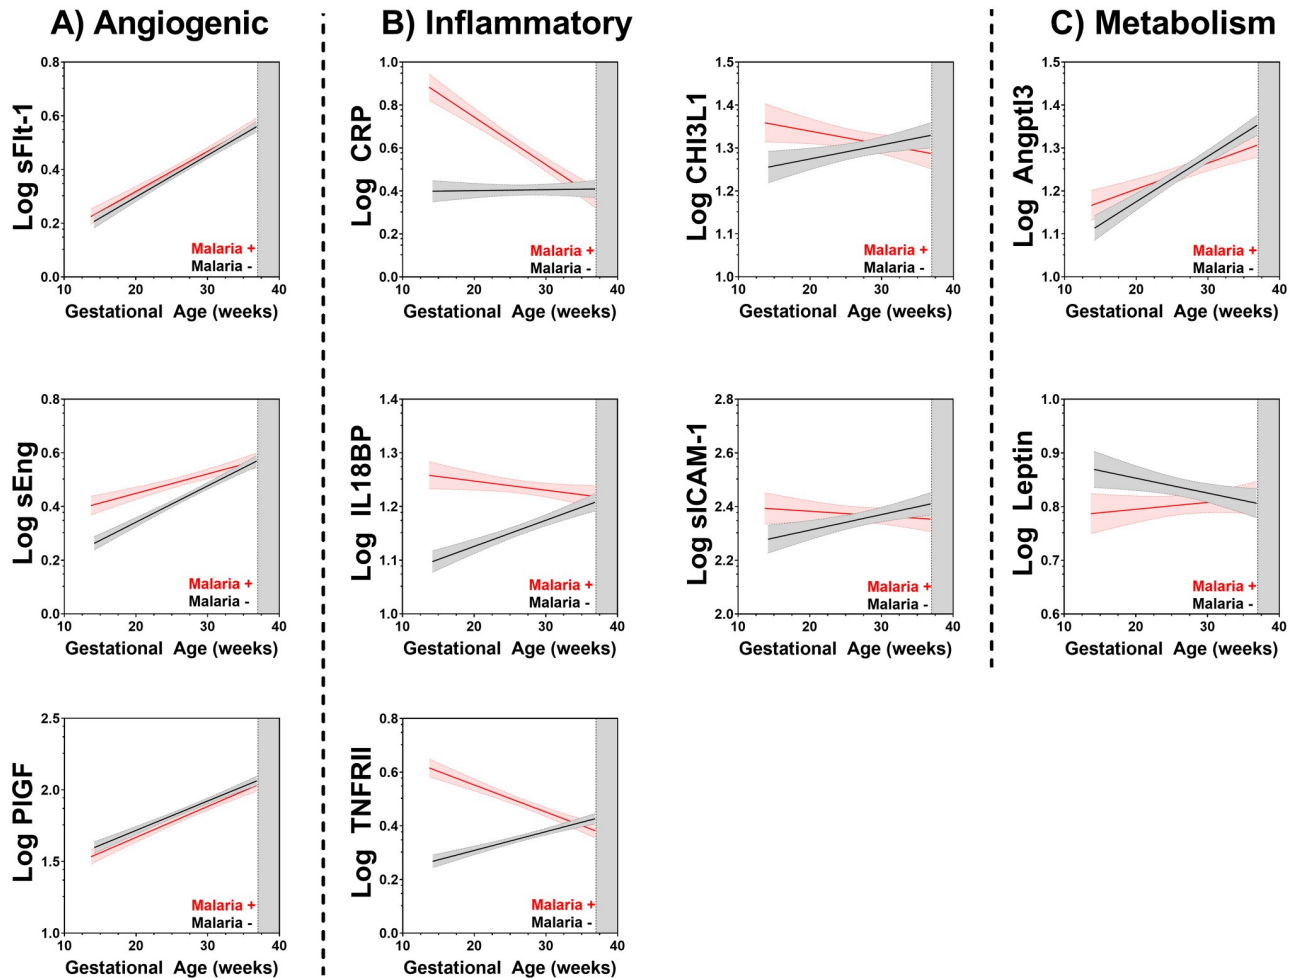 A) Angiogenic
B) Inflammatory
C) Metabolism
Log sFlt-1
0.8
0.6
0.4
0.2
0.0
Malaria +
Malaria -
10 20 30 40
Gestational Age (weeks)
Log CRP
1.0
0.8
0.6
0.4
0.2
0.0
Malaria +
Malaria -
10 20 30 40
Gestational Age (weeks)
Log CHI3L1
1.5
1.4
1.3
1.2
1.1
1.0
Malaria +
Malaria -
10 20 30 40
Gestational Age (weeks)
Log Angptl3
1.5
1.4
1.3
1.2
1.1
1.0
Malaria +
Malaria -
10 20 30 40
Gestational Age (weeks)
Log sEng
0.8
0.6
0.4
0.2
0.0
Malaria +
Malaria -
10 20 30 40
Gestational Age (weeks)
Log IL18BP
1.4
1.3
1.2
1.1
1.0
Malaria +
Malaria -
10 20 30 40
Gestational Age (weeks)
Log sICAM-1
2.8
2.6
2.4
2.2
2.0
Malaria +
Malaria -
10 20 30 40
Gestational Age (weeks)
Log Leptin
1.0
0.9
0.8
0.7
0.6
Malaria +
Malaria -
10 20 30 40
Gestational Age (weeks)
Log PlGF
2.5
2.0
1.5
1.0
Malaria +
Malaria -
10 20 30 40
Gestational Age (weeks)
Log TNFRII
0.8
0.6
0.4
0.2
0.0
Malaria +
Malaria -
10 20 30 40
Gestational Age (weeks)